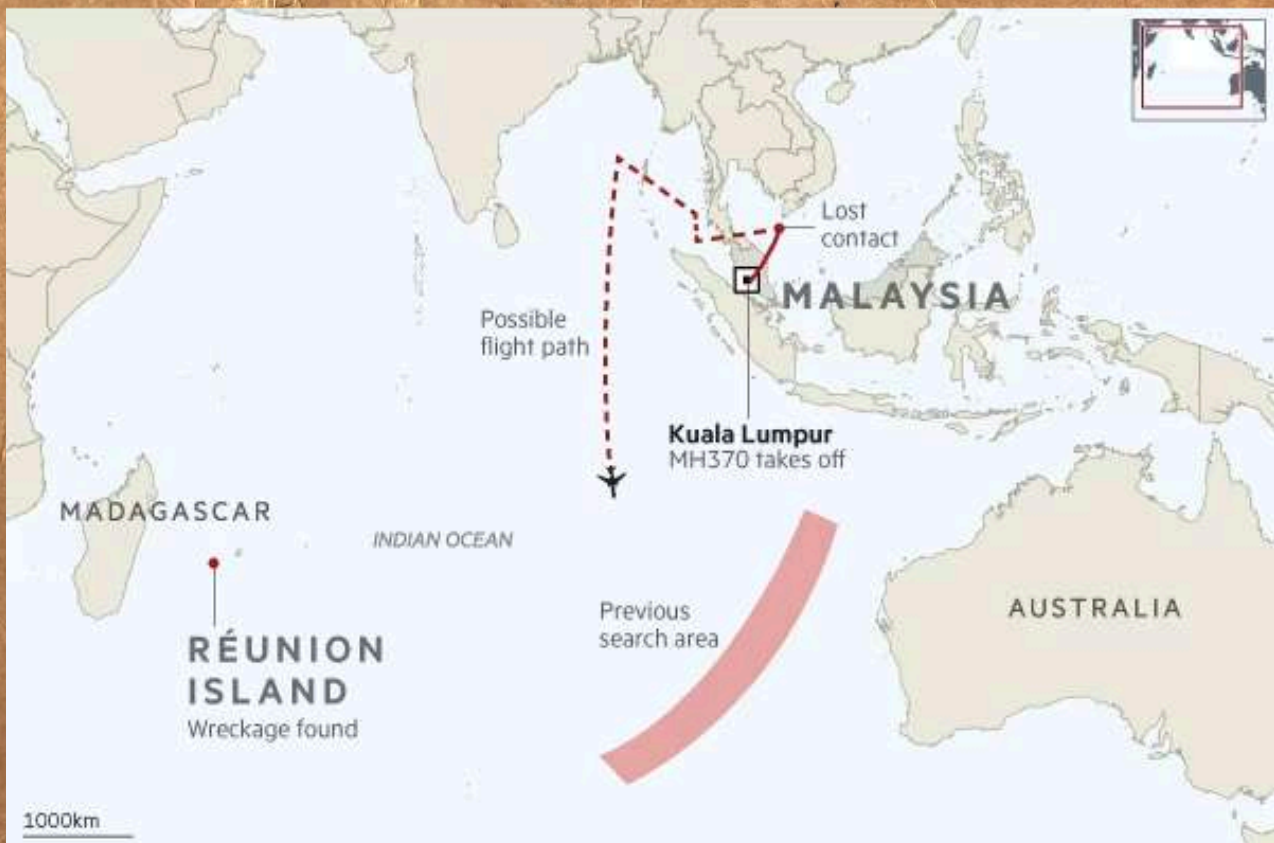 Lost
contact
MALAYSIA
Possible
flight path
Kuala Lumpur
MH370 takes off
MADAGASCAR
INDIAN OCEAN
Previous
search area
AUSTRALIA
RÉUNION
ISLAND
Wreckage found
1000km